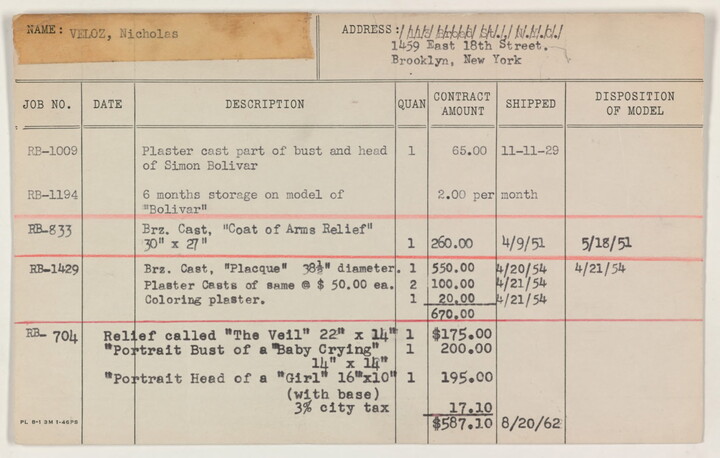 NAME: VELOZ, Nicholas
ADDRESS:
1459 East 18th Street.
Brooklyn, New York
JOB NO. DATE DESCRIPTION QUAN CONTRACT AMOUNT SHIPPED DISPOSITION OF MODEL
RB-1009 Plaster cast part of bust and head 1 65.00 11-11-29
of Simon Bolivar
RB-1194 6 months storage on model of 2.00 per month
"Bolivar"
RB-833 Brz. Cast, "Coat of Arms Relief"
30" x 27" 1 260.00 4/9/51 5/18/51
RB-1429 Brz. Cast, "Placque" 38½" diameter. 1 550.00 4/20/54 4/21/54
Plaster Casts of same @ $ 50.00 ea. 2 100.00 4/21/54
Coloring plaster. 1 20.00 4/21/54
670.00
RB- 704 Relief called "The Veil" 22" x 14" 1 $175.00
"Portrait Bust of a "Baby Crying" 1 200.00
14" x 14"
"Portrait Head of a "Girl" 16"x10" 1 195.00
(with base)
3% city tax 17.10
$587.10 8/20/62
PL 8-1 3M 1-4678